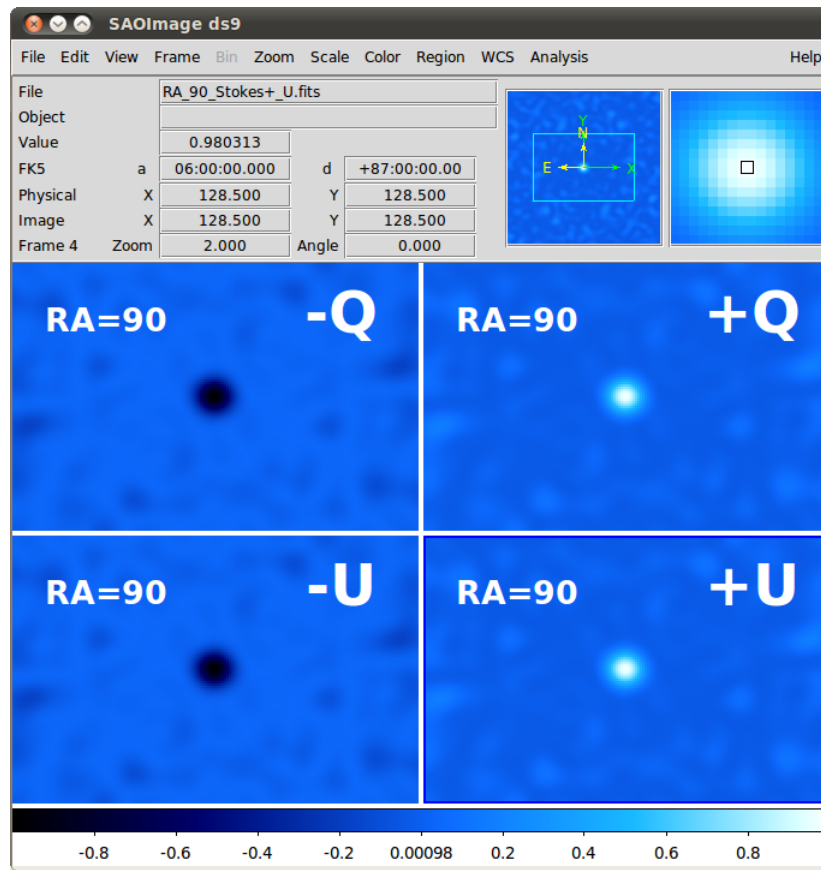 SAOImage ds9
File Edit View Frame Bin Zoom Scale Color Region WCS Analysis Help
File RA_90_Stokes+_U.fits
Object
Value 0.980313
FK5 a 06:00:00.000 d +87:00:00.00
Physical X 128.500 Y 128.500
Image X 128.500 Y 128.500
Frame 4 Zoom 2.000 Angle 0.000
Y
N
E X
RA=90 -Q
RA=90 +Q
RA=90 -U
RA=90 +U
-0.8 -0.6 -0.4 -0.2 0.00098 0.2 0.4 0.6 0.8